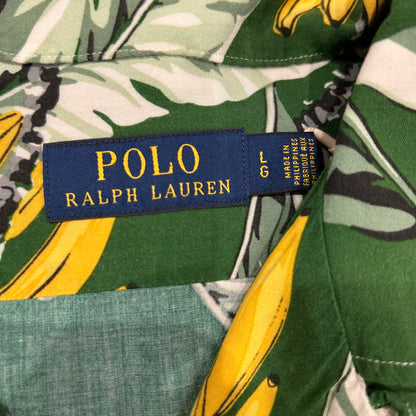 POLO
RALPH LAUREN
L
G
MADE IN
PHILIPPINES
FABRIQUÉ AUX
PHILIPPINES